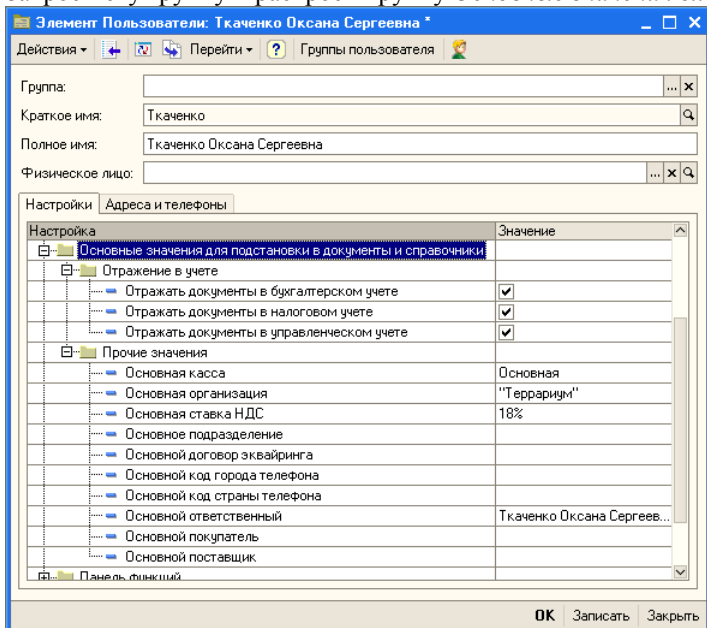 Элемент Пользователи: Ткаченко Оксана Сергеевна *
Действия Перейти ? Группы пользователя
Группа: ... x
Краткое имя: Ткаченко
Полное имя: Ткаченко Оксана Сергеевна
Физическое лицо: ... x
Настройки Адреса и телефоны
Настройка Значение
Основные значения для подстановки в документы и справочники
Отражение в учете
Отражать документы в бухгалтерском учете
Отражать документы в налоговом учете
Отражать документы в управленческом учете
Прочие значения
Основная касса Основная
Основная организация "Террариум"
Основная ставка НДС 18%
Основное подразделение
Основной договор эквайринга
Основной код города телефона
Основной код страны телефона
Основной ответственный Ткаченко Оксана Сергеев...
Основной покупатель
Основной поставщик
Панель функций
OK Записать Закрыть